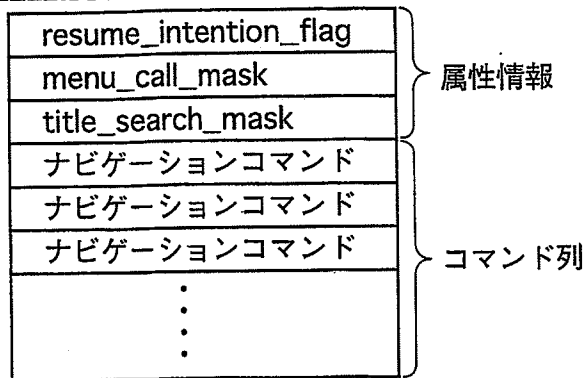 resume_intention_flag
menu_call_mask
title_search_mask
属性情報
ナビゲーションコマンド
ナビゲーションコマンド
ナビゲーションコマンド
コマンド列